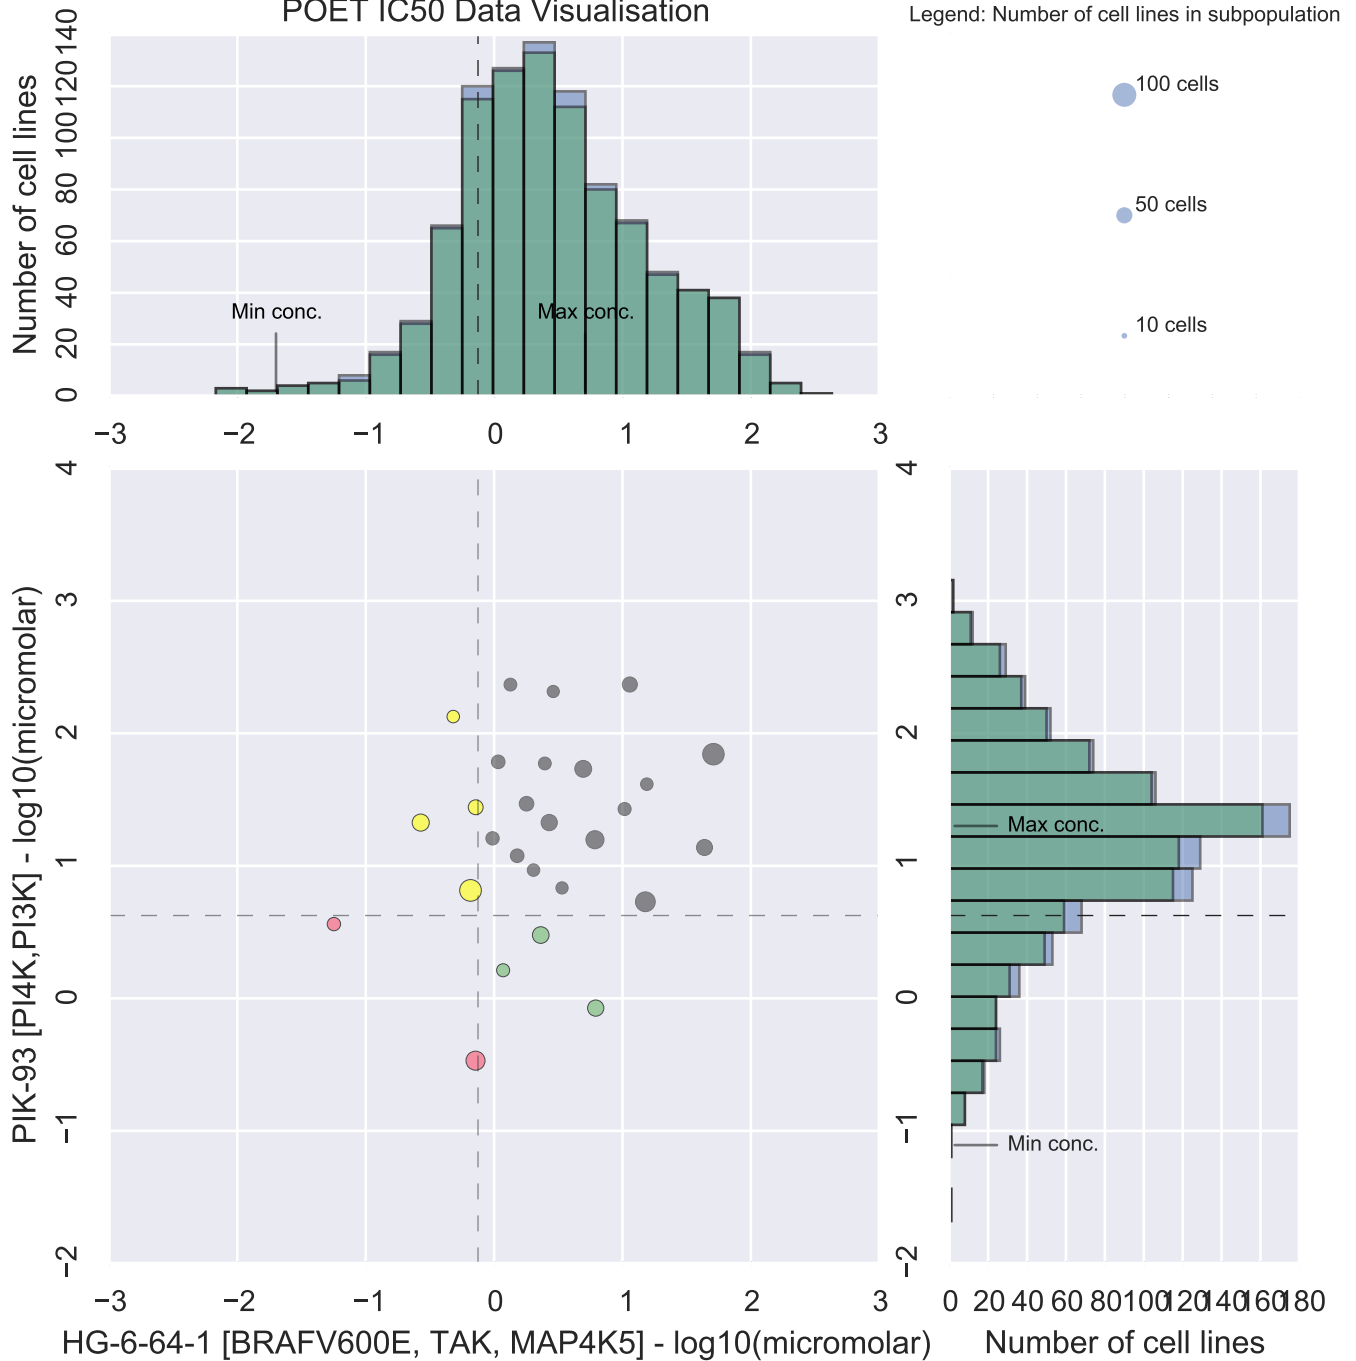 POET IC50 Data Visualisation
Legend: Number of cell lines in subpopulation
Number of cell lines
140
120
100
80
60
40
20
0
Min conc.
Max conc.
−3 −2 −1 0 1 2 3
100 cells
50 cells
10 cells
PIK-93 [PI4K,PI3K] - log10(micromolar)
4
3
2
1
0
−1
−2
−3 −2 −1 0 1 2 3
HG-6-64-1 [BRAFV600E, TAK, MAP4K5] - log10(micromolar)
4
3
2
1
0
−1
−2
Max conc.
Min conc.
0 20 40 60 80 100 120 140 160 180
Number of cell lines